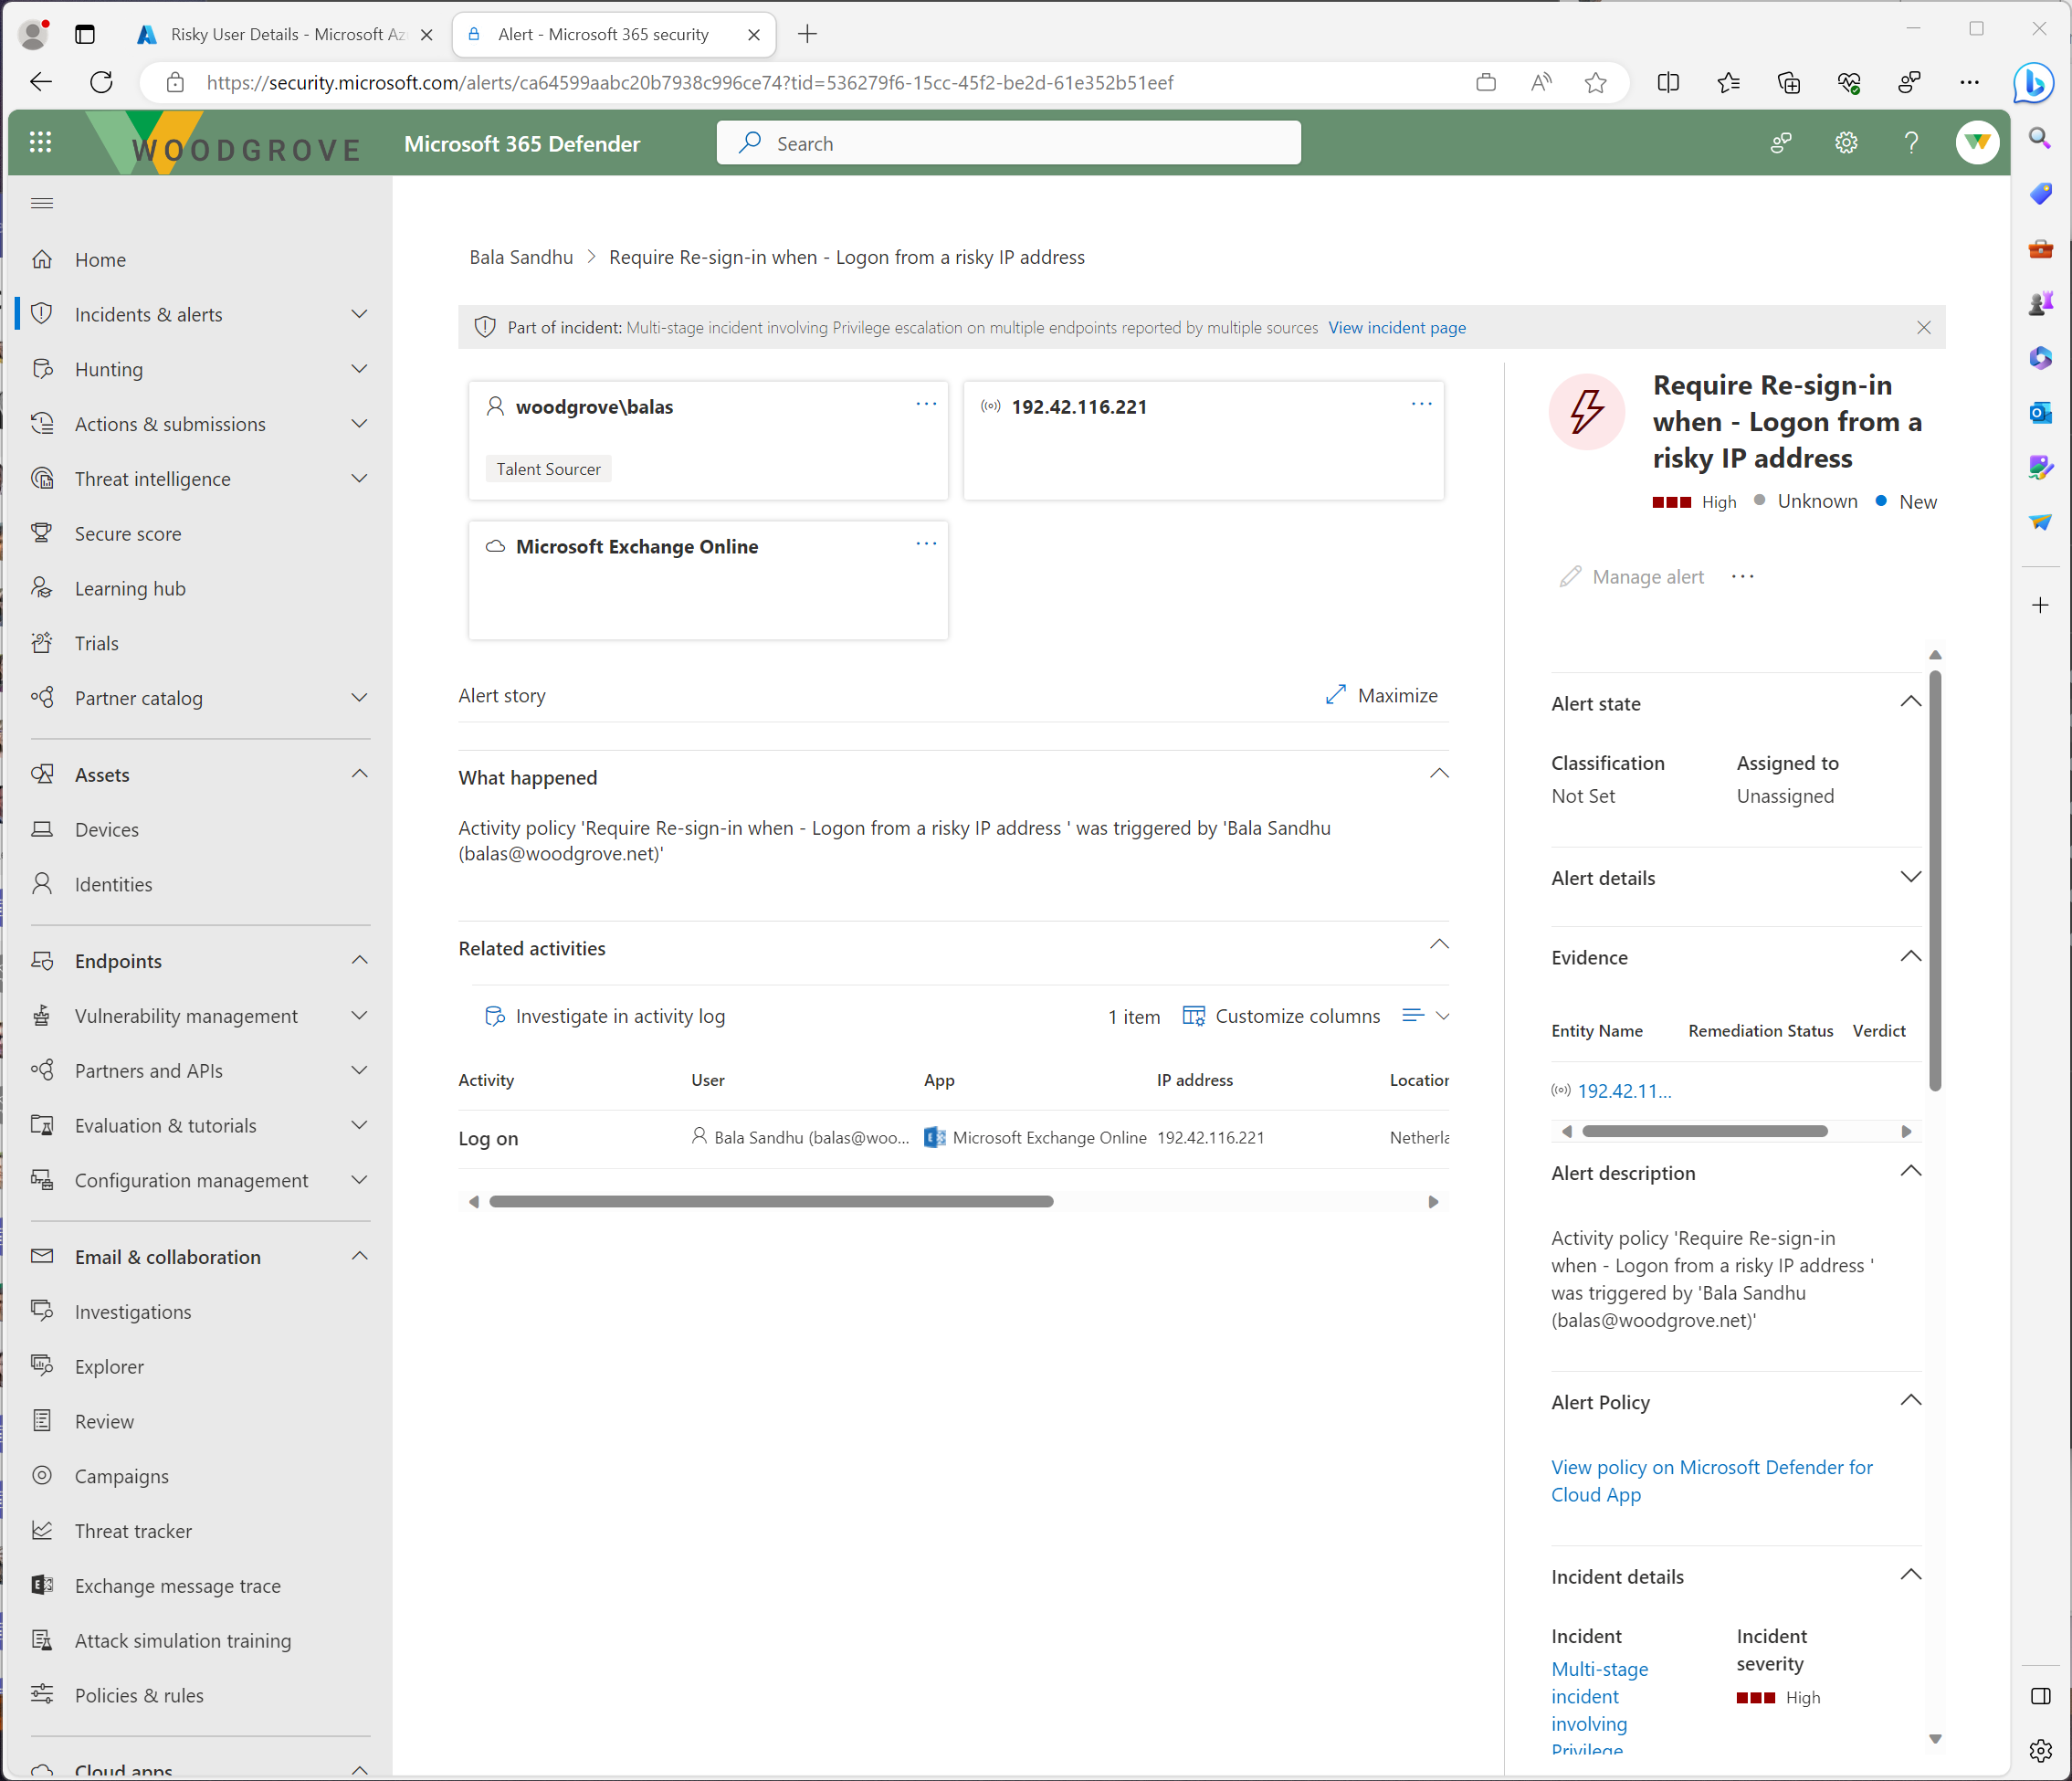 Risky User Details - Microsoft Az
Alert - Microsoft 365 security
https://security.microsoft.com/alerts/ca64599aabc20b7938c996ce74?tid=536279f6-15cc-45f2-be2d-61e352b51eef
WOODGROVE
Microsoft 365 Defender
Search
Home
Incidents & alerts
Hunting
Actions & submissions
Threat intelligence
Secure score
Learning hub
Trials
Partner catalog
Assets
Devices
Identities
Endpoints
Vulnerability management
Partners and APIs
Evaluation & tutorials
Configuration management
Email & collaboration
Investigations
Explorer
Review
Campaigns
Threat tracker
Exchange message trace
Attack simulation training
Policies & rules
Cloud apps
Bala Sandhu > Require Re-sign-in when - Logon from a risky IP address
Part of incident: Multi-stage incident involving Privilege escalation on multiple endpoints reported by multiple sources View incident page
woodgrove\balas
Talent Sourcer
192.42.116.221
Microsoft Exchange Online
Alert story
Maximize
What happened
Activity policy 'Require Re-sign-in when - Logon from a risky IP address ' was triggered by 'Bala Sandhu
(balas@woodgrove.net)'
Related activities
Investigate in activity log
1 item
Customize columns
Activity User App IP address Location
Log on Bala Sandhu (balas@woo... Microsoft Exchange Online 192.42.116.221 Netherla
Require Re-sign-in
when - Logon from a
risky IP address
High Unknown New
Manage alert
Alert state
Classification Assigned to
Not Set Unassigned
Alert details
Evidence
Entity Name Remediation Status Verdict
192.42.11...
Alert description
Activity policy 'Require Re-sign-in
when - Logon from a risky IP address '
was triggered by 'Bala Sandhu
(balas@woodgrove.net)'
Alert Policy
View policy on Microsoft Defender for
Cloud App
Incident details
Incident
Multi-stage
incident
involving
Privilege
Incident
severity
High